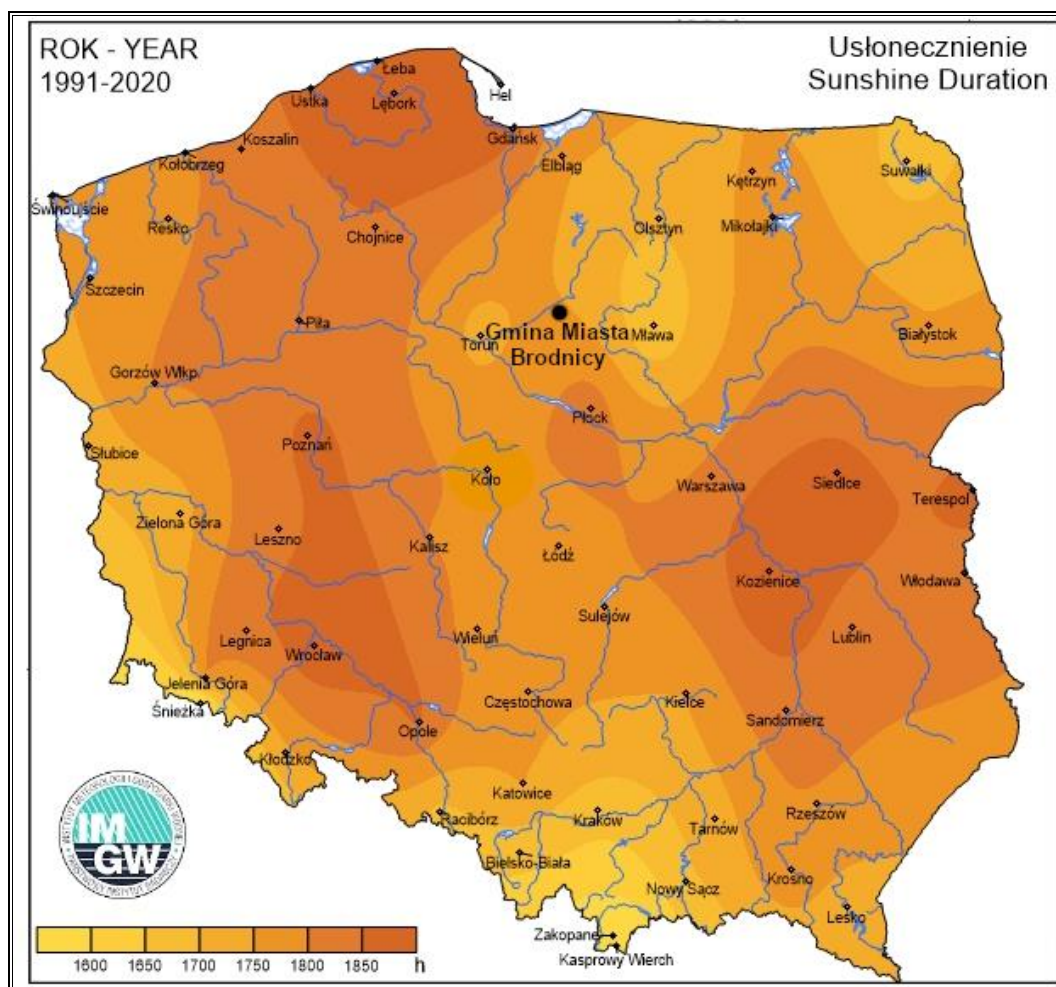 ROK - YEAR
1991-2020
Usłonecznienie
Sunshine Duration
Łeba
Hel
Ustka
Lębork
Gdańsk
Koszalin
Kołobrzeg
Elbląg
Suwałki
Kętrzyn
Świnoujście
Resko
Chojnice
Olsztyn
Mikołajki
Szczecin
Piła
Gmina Miasta
Brodnicy
Toruń
Mława
Białystok
Gorzów Wlkp.
Płock
Poznań
Słubice
Koło
Warszawa
Siedlce
Terespol
Zielona Góra
Leszno
Kalisz
Łódź
Kozienice
Włodawa
Sulejów
Legnica
Wrocław
Wieluń
Lublin
Jelenia Góra
Śnieżka
Częstochowa
Kielce
Sandomierz
Opole
Kłodzko
Katowice
Racibórz
Kraków
Tarnów
Rzeszów
Bielsko-Biała
Nowy Sącz
Krosno
Lesko
Zakopane
Kasprowy Wierch
IM
GW
1600 1650 1700 1750 1800 1850 h